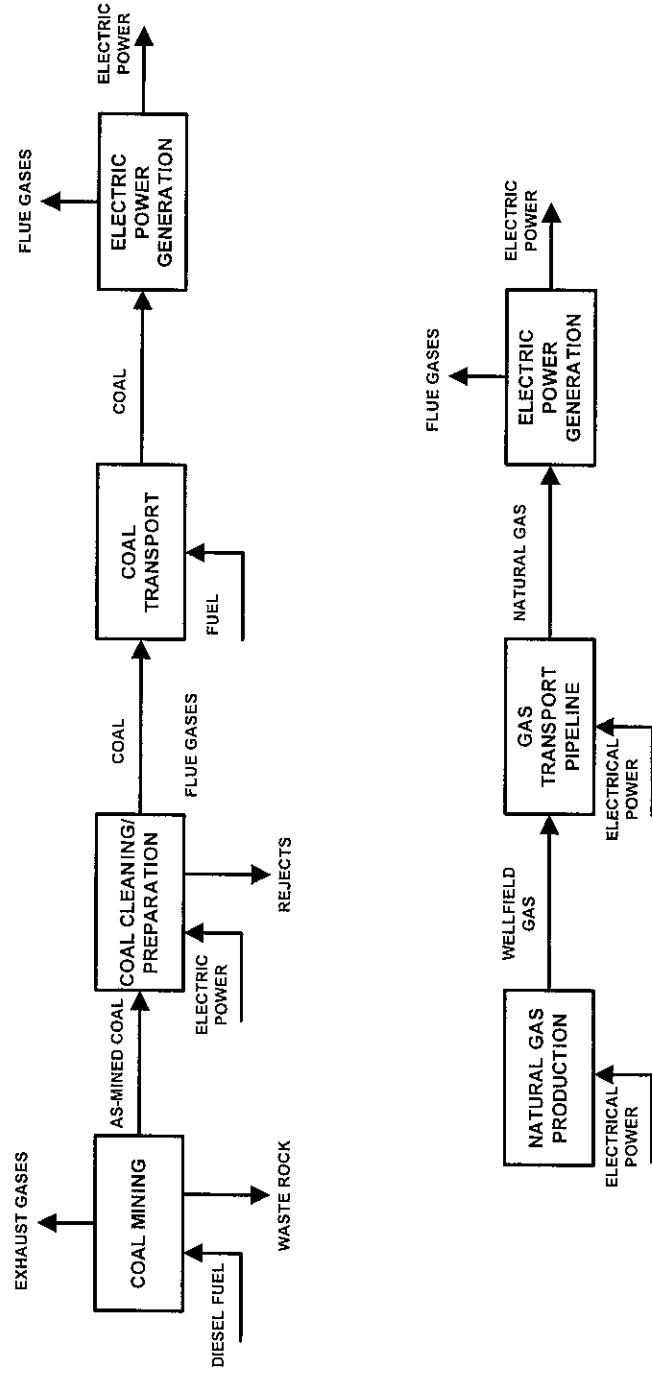 EXHAUST GASES
COAL MINING
DIESEL FUEL
WASTE ROCK
AS-MINED COAL
COAL CLEANING/
PREPARATION
ELECTRIC
POWER
REJECTS
COAL
FLUE GASES
COAL
TRANSPORT
FUEL
COAL
FLUE GASES
ELECTRIC
POWER
GENERATION
ELECTRIC
POWER
NATURAL GAS
PRODUCTION
ELECTRICAL
POWER
WELLFIELD
GAS
GAS
TRANSPORT
PIPELINE
ELECTRICAL
POWER
NATURAL GAS
FLUE GASES
ELECTRIC
POWER
GENERATION
ELECTRIC
POWER